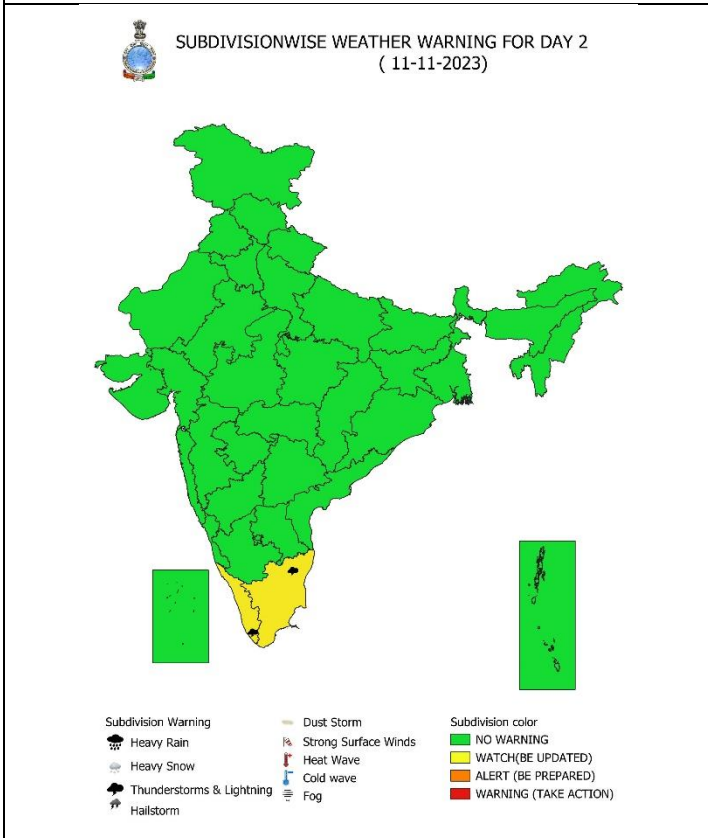 SUBDIVISIONWISE WEATHER WARNING FOR DAY 2
( 11-11-2023)
Subdivision Warning
Heavy Rain
Heavy Snow
Thunderstorms & Lightning
Hailstorm
Dust Storm
Strong Surface Winds
Heat Wave
Cold wave
Fog
Subdivision color
NO WARNING
WATCH(BE UPDATED)
ALERT (BE PREPARED)
WARNING (TAKE ACTION)